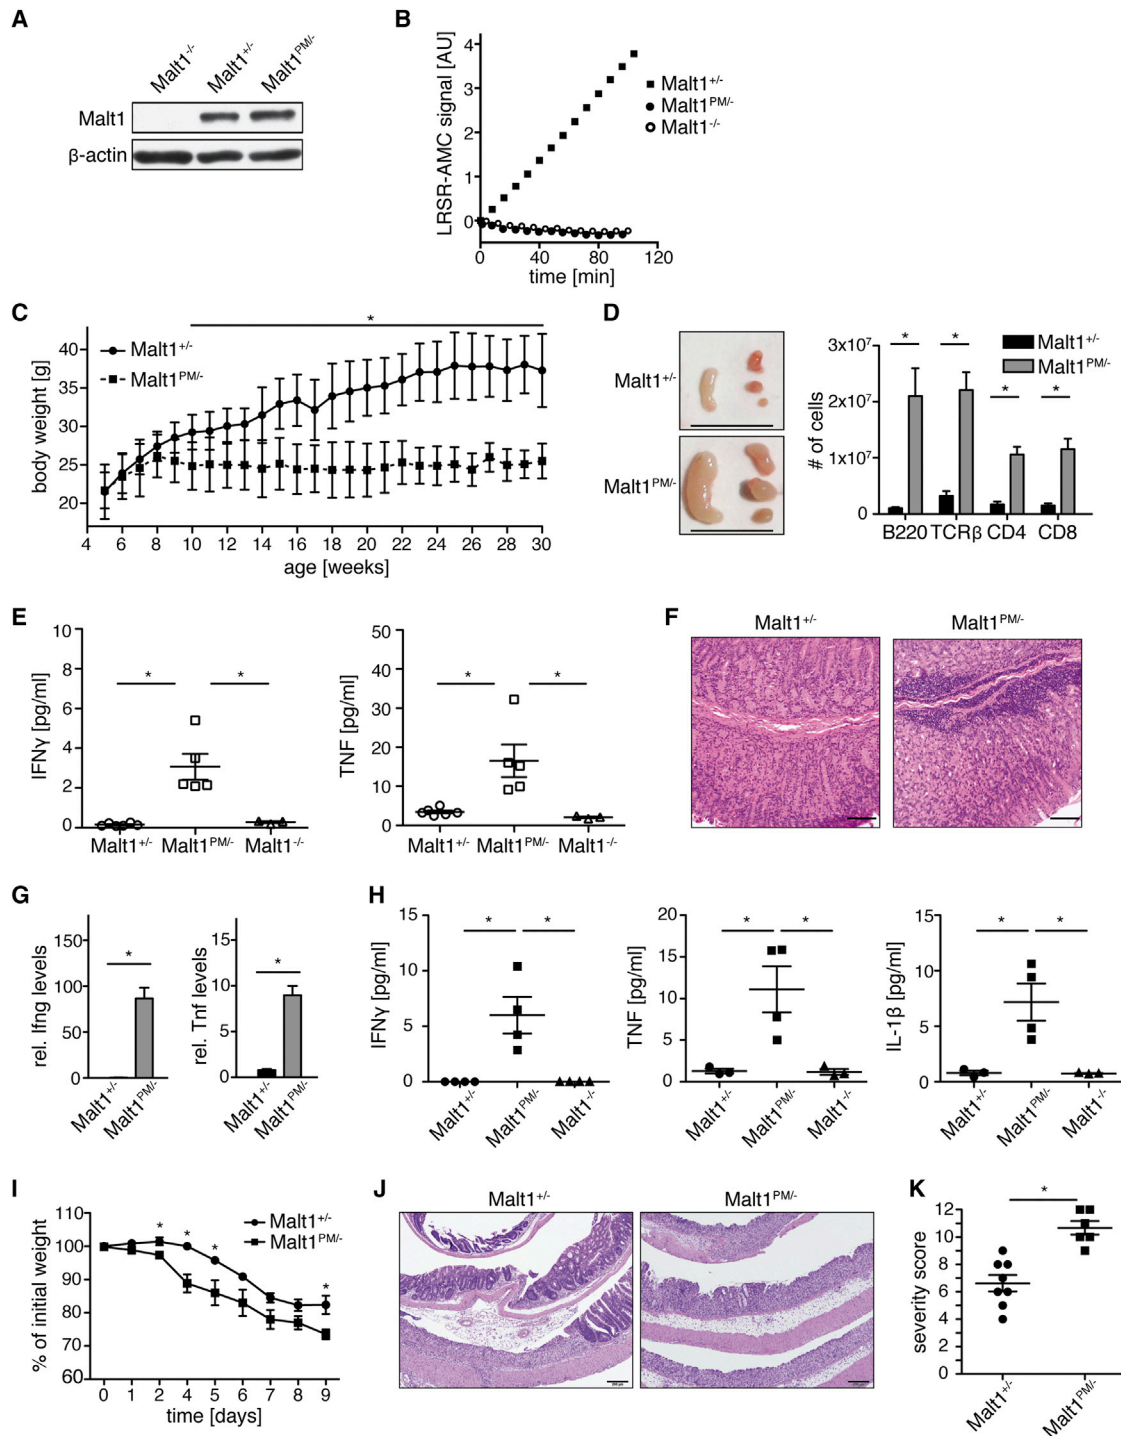 A
Malt1-/-
Malt1+/-
Malt1PM/-
Malt1
β-actin
B
LRSR-AMC signal [AU]
4
3
2
1
0
0 40 80 120
time [min]
Malt1+/-
Malt1PM/-
Malt1-/-
C
body weight [g]
40
35
30
25
20
*
Malt1+/-
Malt1PM/-
4 6 8 10 12 14 16 18 20 22 24 26 28 30
age [weeks]
D
Malt1+/-
Malt1PM/-
# of cells
3x10⁷
2x10⁷
1x10⁷
0
* * * *
Malt1+/-
Malt1PM/-
B220 TCRβ CD4 CD8
E
IFNγ [pg/ml]
10
8
6
4
2
0
* *
Malt1+/- Malt1PM/- Malt1-/-
TNF [pg/ml]
50
40
30
20
10
0
* *
Malt1+/- Malt1PM/- Malt1-/-
F
Malt1+/- Malt1PM/-
G
rel. Ifng levels
150
100
50
0
*
Malt1+/-
Malt1PM/-
rel. Tnf levels
15
10
5
0
*
Malt1+/-
Malt1PM/-
H
IFNγ [pg/ml]
15
10
5
0
* *
Malt1+/-
Malt1PM/-
Malt1-/-
TNF [pg/ml]
20
15
10
5
0
* *
Malt1+/-
Malt1PM/-
Malt1-/-
IL-1β [pg/ml]
15
10
5
0
* *
Malt1+/-
Malt1PM/-
Malt1-/-
I
% of initial weight
110
100
90
80
70
60
* * * *
Malt1+/-
Malt1PM/-
0 1 2 4 5 6 7 8 9
time [days]
J
Malt1+/- Malt1PM/-
K
severity score
12
10
8
6
4
2
0
*
Malt1+/-
Malt1PM/-